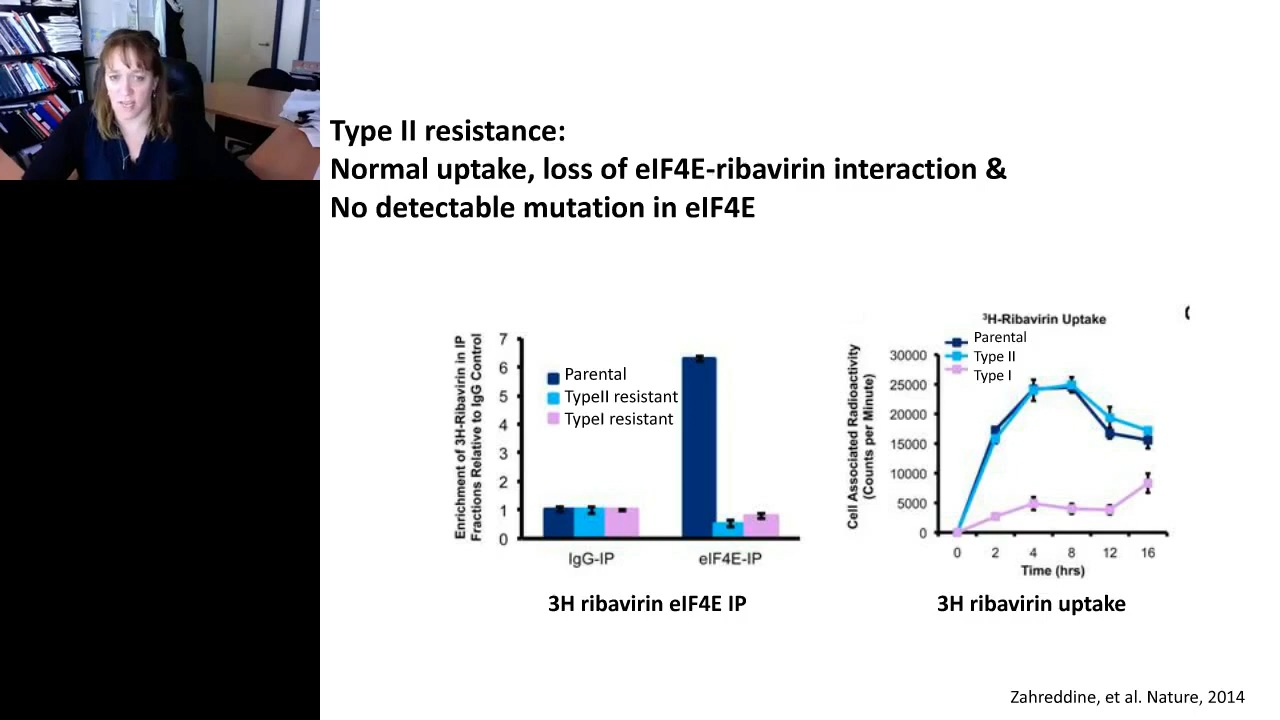 Type II resistance:
Normal uptake, loss of eIF4E-ribavirin interaction &
No detectable mutation in eIF4E
Enrichment of 3H-Ribavirin in IP
Fractions Relative to IgG Control
7
6
5
4
3
2
1
0
Parental
TypeII resistant
TypeI resistant
IgG-IP
eIF4E-IP
3H ribavirin eIF4E IP
³H-Ribavirin Uptake
Parental
Type II
Type I
Cell Associated Radioactivity
(Counts per Minute)
30000
25000
20000
15000
10000
5000
0
0 2 4 8 12 16
Time (hrs)
3H ribavirin uptake
Zahreddine, et al. Nature, 2014